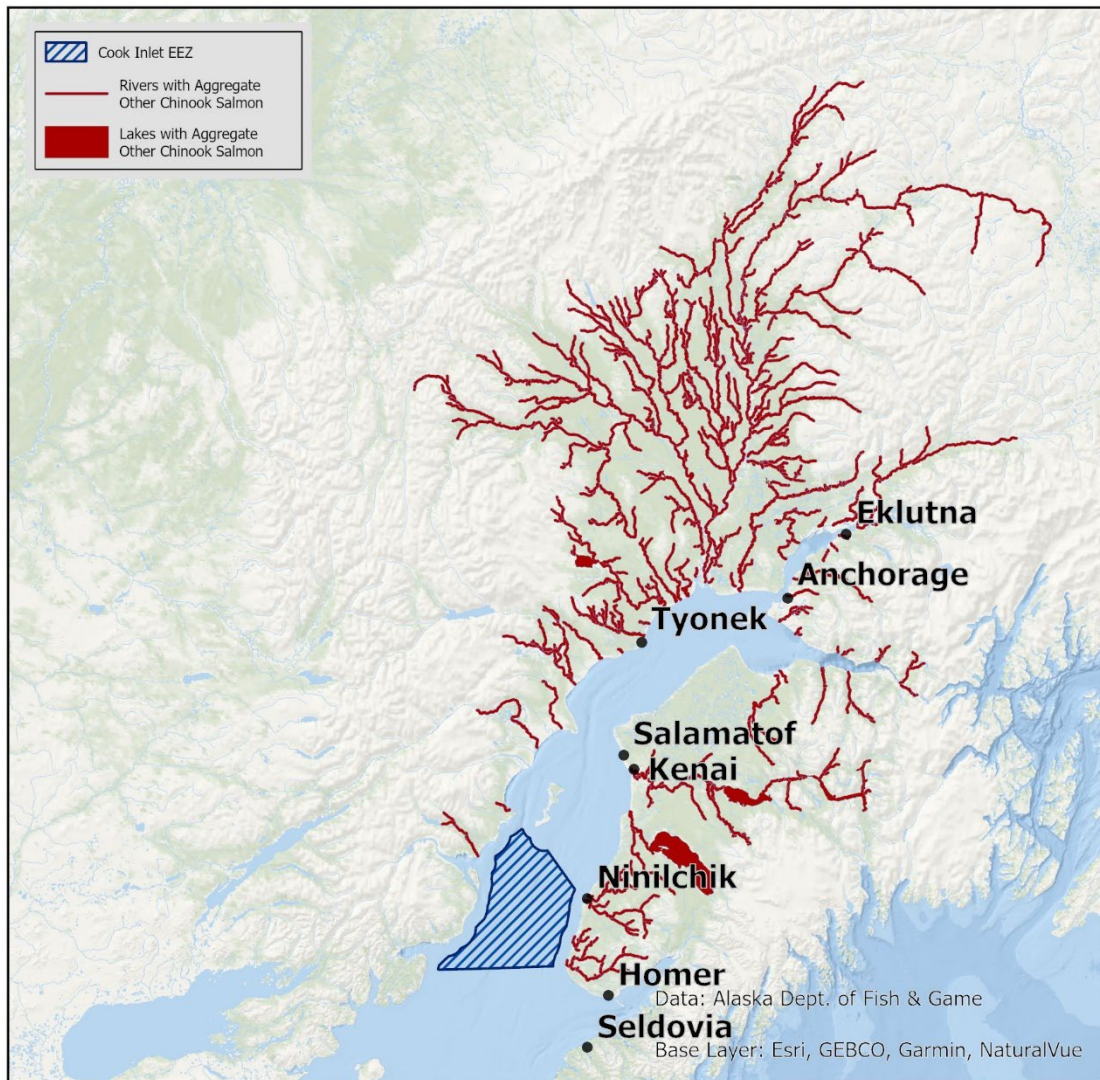 Cook Inlet EEZ
Rivers with Aggregate
Other Chinook Salmon
Lakes with Aggregate
Other Chinook Salmon
Eklutna
Anchorage
Tyonek
Salamatof
Kenai
Ninilchik
Homer
Data: Alaska Dept. of Fish & Game
Seldovia
Base Layer: Esri, GEBCO, Garmin, NaturalVue